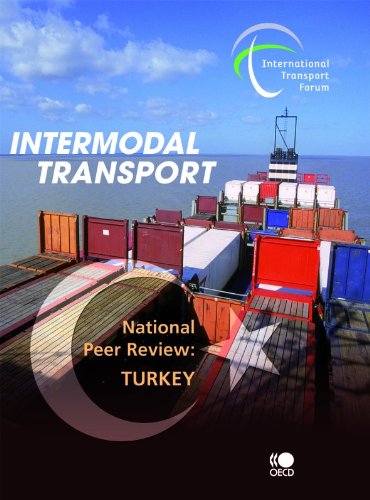 International
Transport
Forum
INTERMODAL
TRANSPORT
National
Peer Review:
TURKEY
OECD